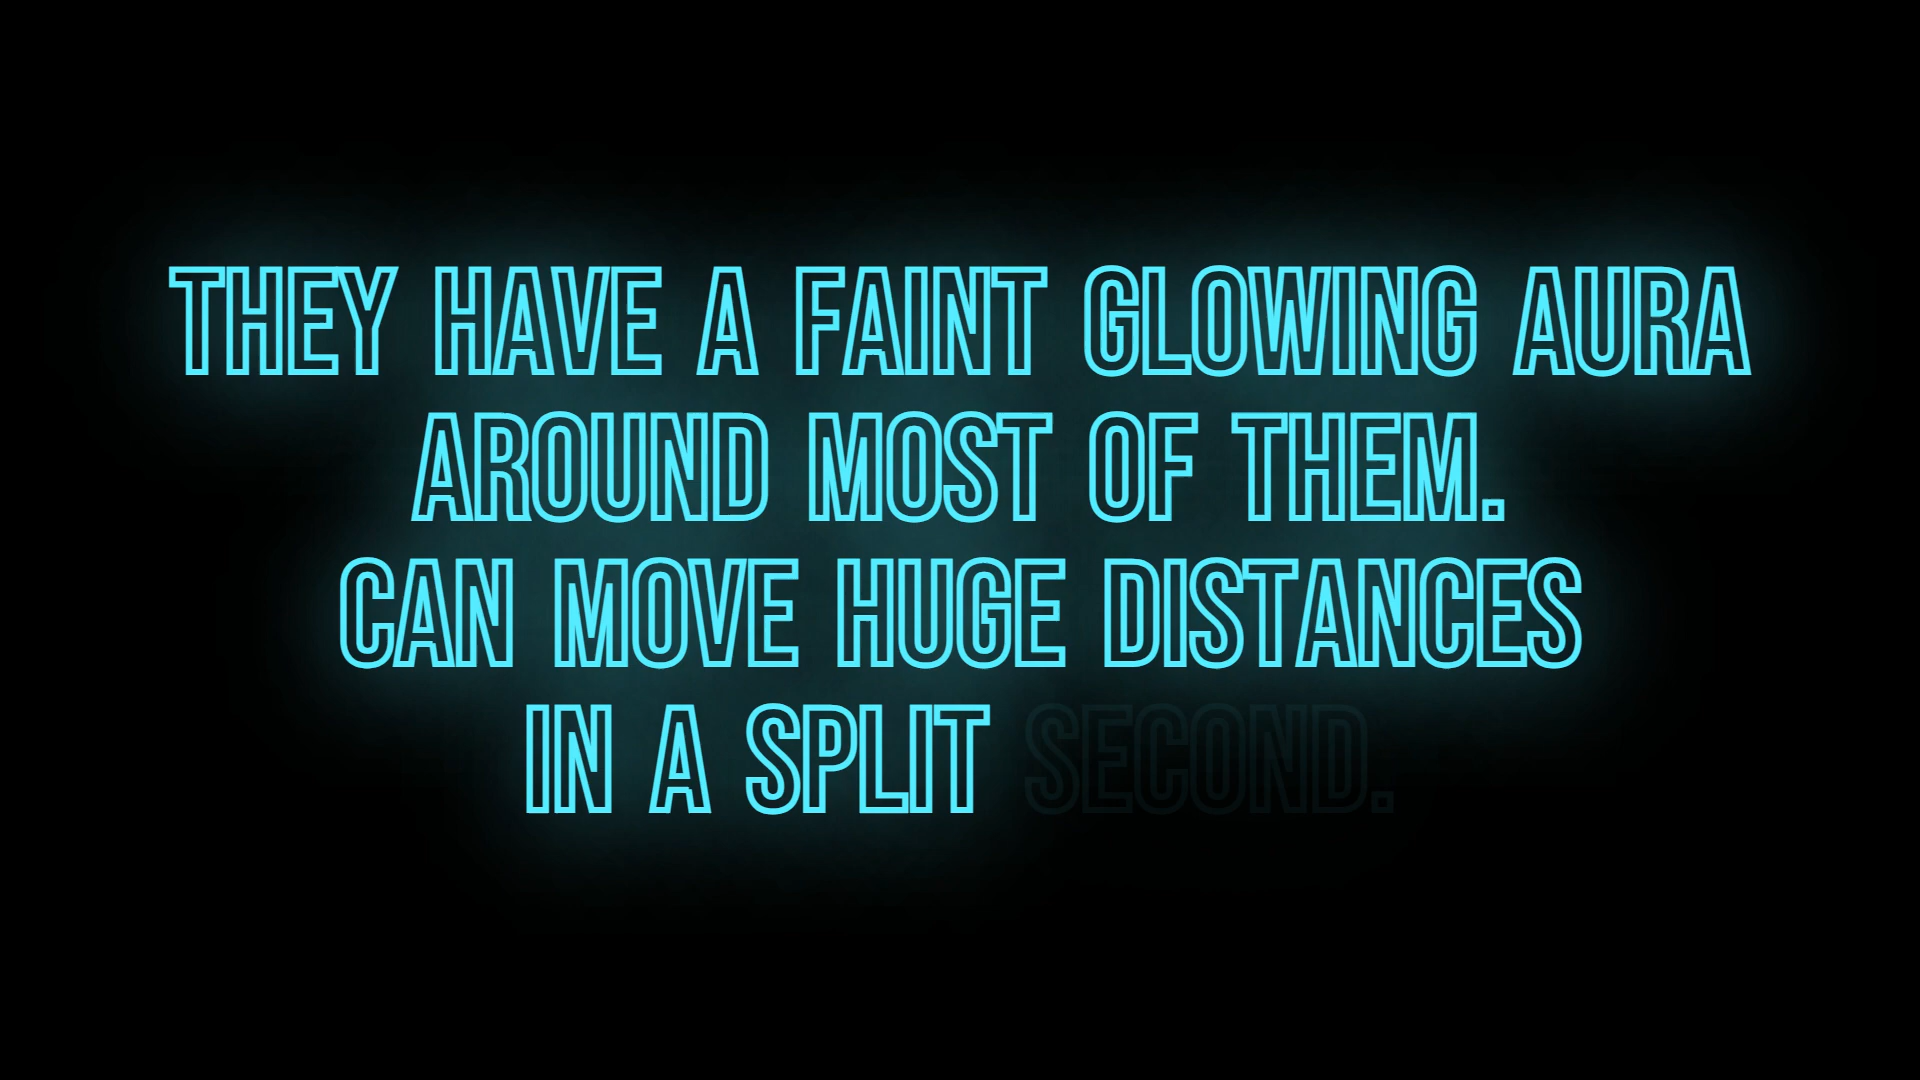 THEY HAVE A FAINT GLOWING AURA
AROUND MOST OF THEM.
CAN MOVE HUGE DISTANCES
IN A SPLIT SECOND.